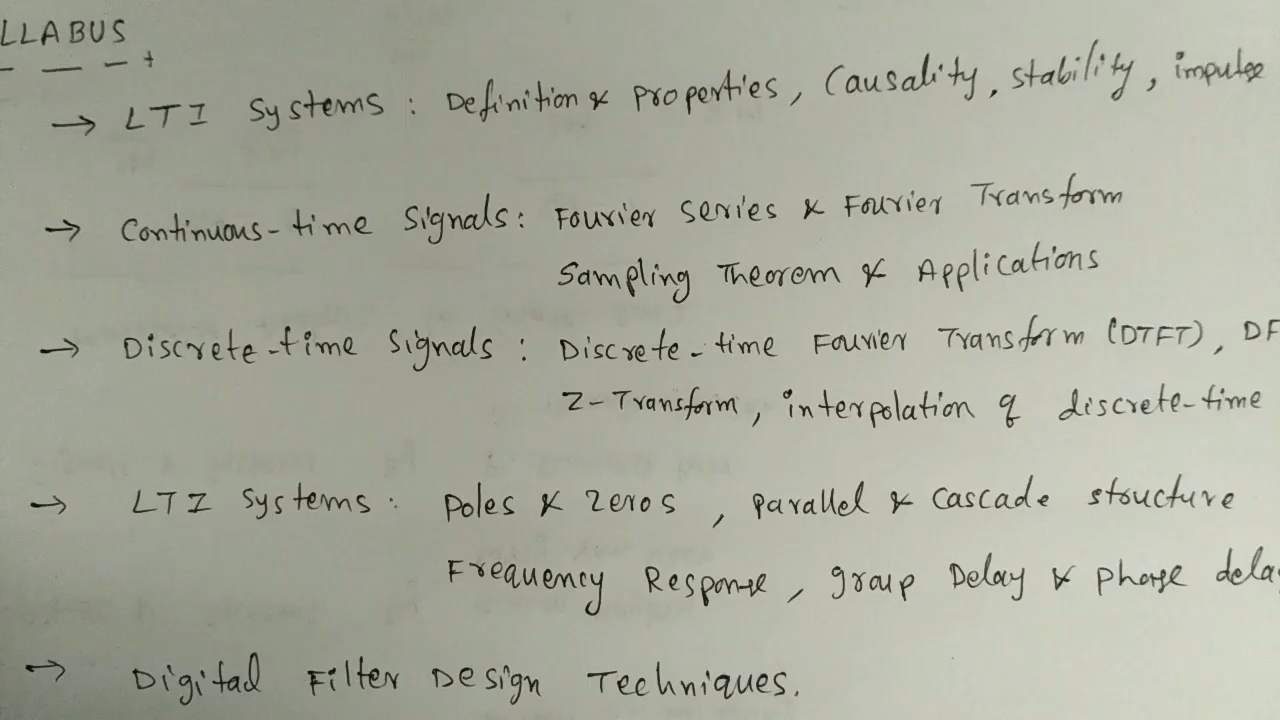 LLABUS
→ LTI Systems : Definition & Properties, Causality, stability, impulse
→ Continuous-time Signals: Fourier series & Fourier Transform
Sampling Theorem & Applications
→ Discrete-time Signals : Discrete-time Fourier Transform (DTFT), DF
Z-Transform, interpolation of discrete-time
→ LTI Systems: Poles & Zeros, parallel & cascade structure
Frequency Response, group Delay & phase dela
→ Digital Filter Design Techniques.